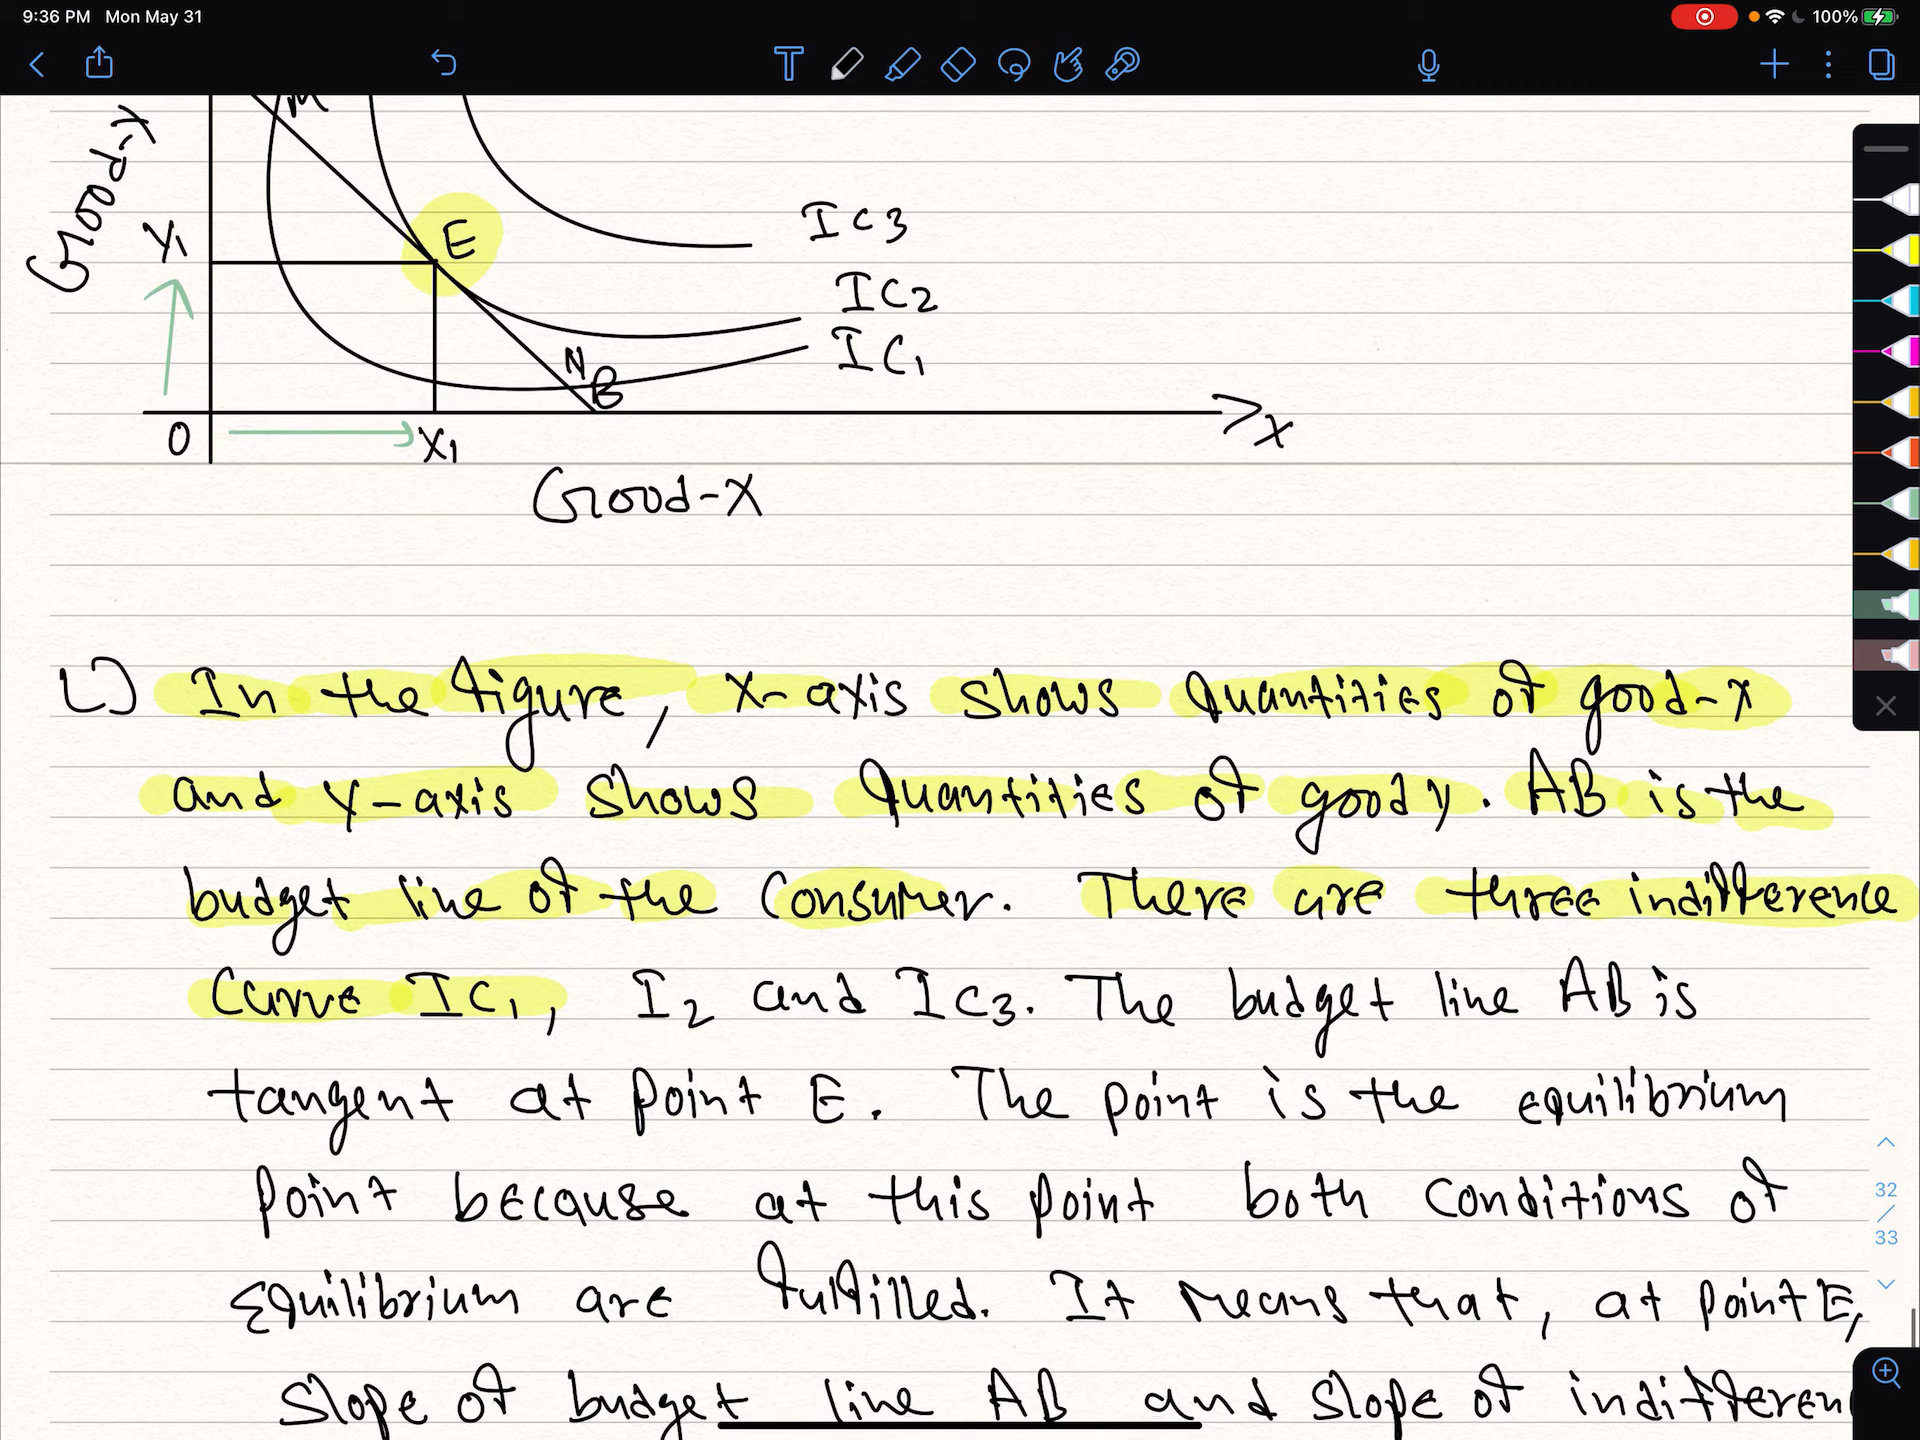 9:36 PM Mon May 31
100%
M
Good-Y
Y1
E
IC3
IC2
IC1
N
B
O
X1
X
Good-X
In the figure, X-axis shows Quantities of good-x
and Y-axis shows Quantities of good y. AB is the
budget line of the Consumer. There are three indifference
Curve IC1, I2 and IC3. The budget line AB is
tangent at point E. The point is the equilibrium
Point because at this point both conditions of
Equilibrium are fulfilled. It means that, at point E,
Slope of budget line AB and slope of indifferen
32
/
33